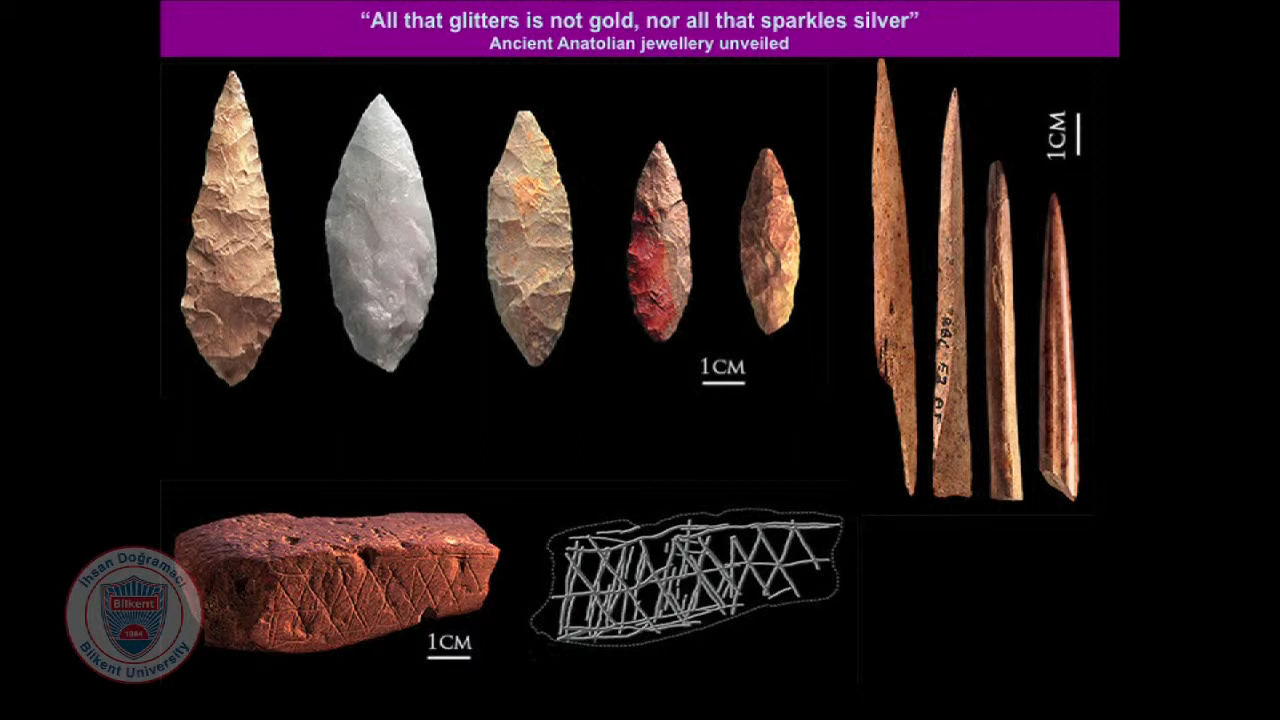 “All that glitters is not gold, nor all that sparkles silver”
Ancient Anatolian jewellery unveiled
1CM
1CM
1CM
İhsan Doğramacı
Bilkent
1984
Bilkent University